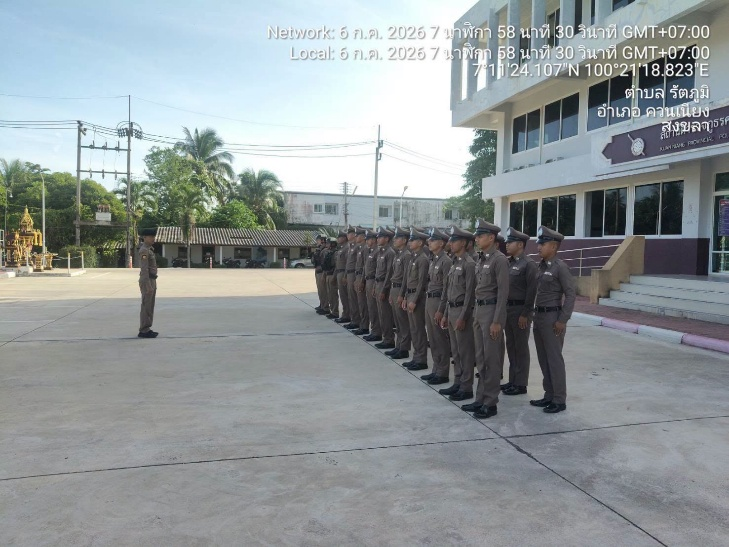 Network: 6 ก.ค. 2026 7 นาฬิกา 58 นาที 30 วินาที GMT+07:00
Local: 6 ก.ค. 2026 7 นาฬิกา 58 นาที 30 วินาที GMT+07:00
7°11'24.107"N 100°21'18.823"E
ตำบล รัตภูมิ
อำเภอ ควนเนียง
สงขลา